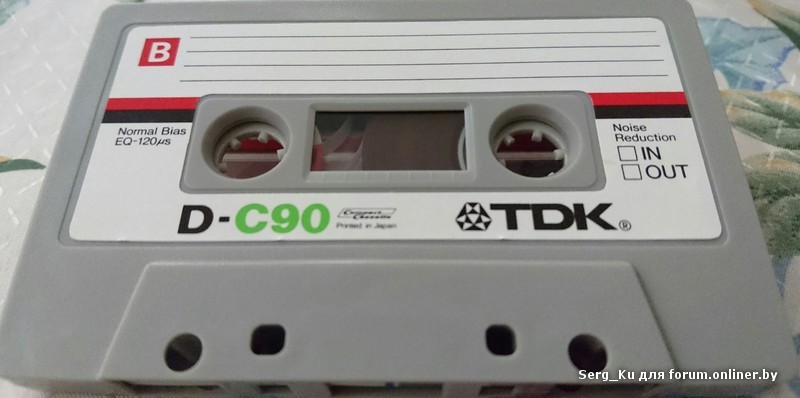 B
Normal Bias
EQ-120µs
Noise
Reduction
IN
OUT
D-C90
Compact
Cassette
Printed in Japan
TDK®
Serg_Ku для forum.onliner.by